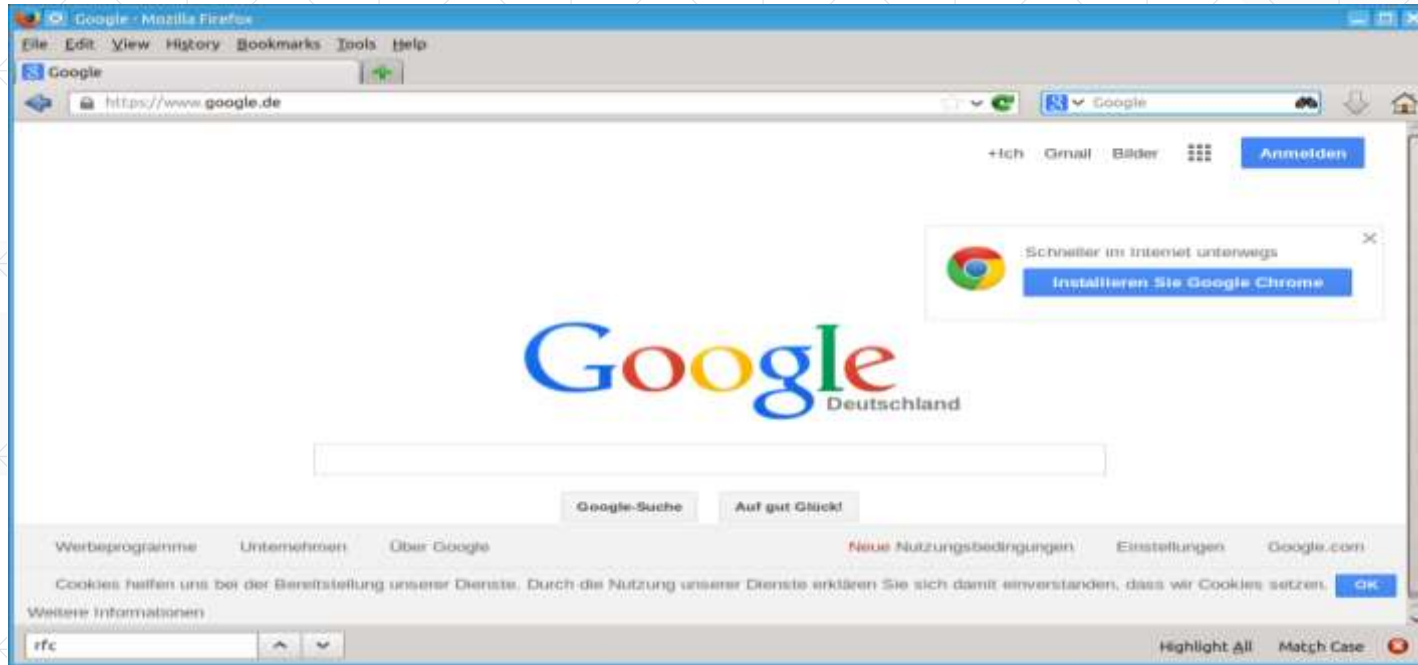 Google - Mozilla Firefox
File Edit View History Bookmarks Tools Help
Google
https://www.google.de Google
+Ich Gmail Bilder Anmelden
Schneller im Internet unterwegs
Installieren Sie Google Chrome
Google
Deutschland
Google-Suche Auf gut Glück!
Werbeprogramme Unternehmen Über Google Neue Nutzungsbedingungen Einstellungen Google.com
Cookies helfen uns bei der Bereitstellung unserer Dienste. Durch die Nutzung unserer Dienste erklären Sie sich damit einverstanden, dass wir Cookies setzen. OK
Weitere Informationen
rfc Highlight All Match Case